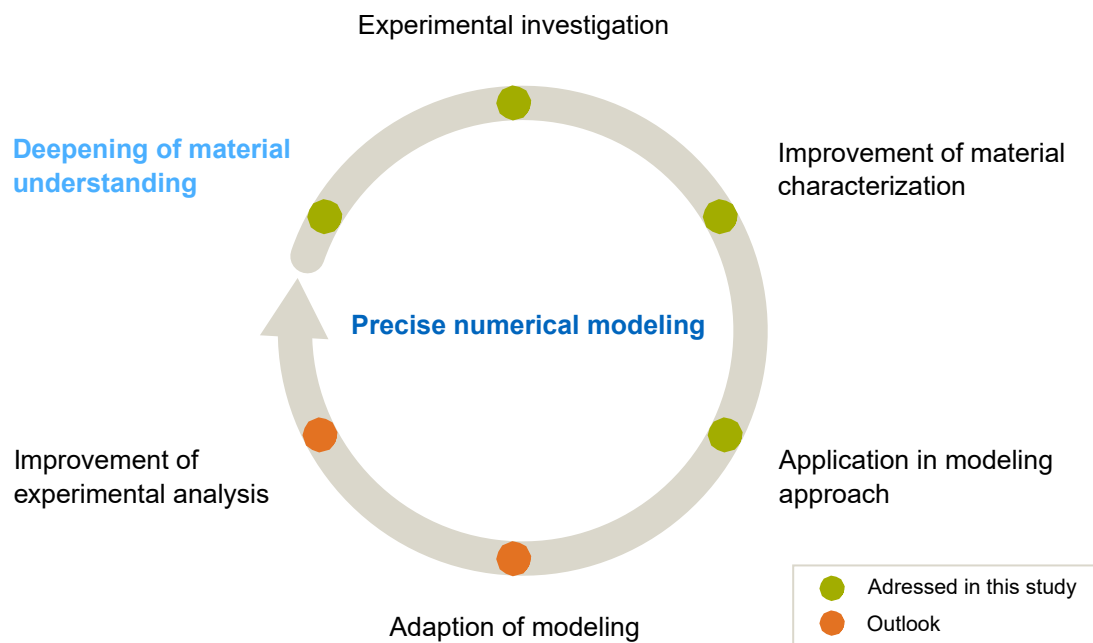 Experimental investigation
Deepening of material
understanding
Improvement of material
characterization
Precise numerical modeling
Improvement of
experimental analysis
Application in modeling
approach
Adaption of modeling
Adressed in this study
Outlook